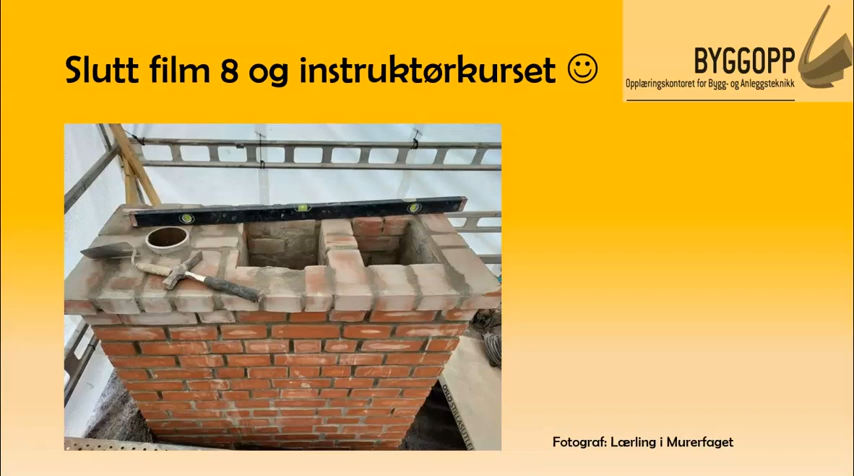 Slutt film 8 og instruktørkurset ☺
BYGGOPP
Opplæringskontoret for Bygg- og Anleggsteknikk
Fotograf: Lærling i Murerfaget